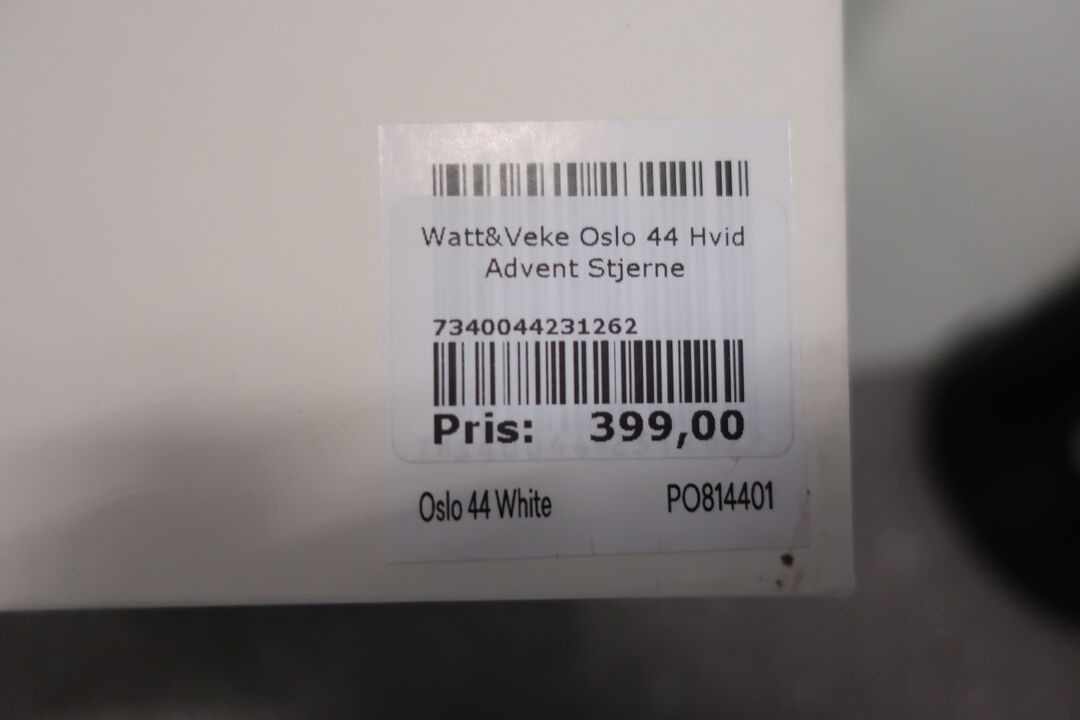 Watt&Veke Oslo 44 Hvid
Advent Stjerne
7340044231262
Pris: 399,00
Oslo 44 White PO814401